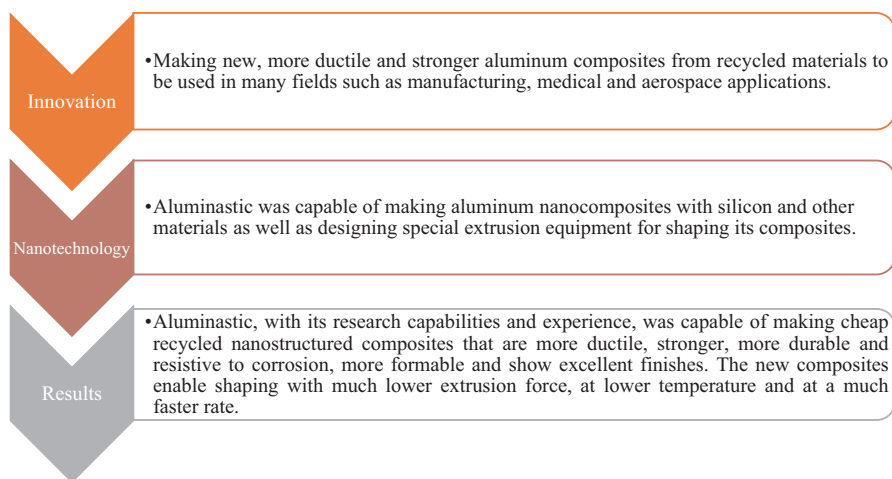 Innovation
•Making new, more ductile and stronger aluminum composites from recycled materials to
be used in many fields such as manufacturing, medical and aerospace applications.
Nanotechnology
•Aluminastic was capable of making aluminum nanocomposites with silicon and other
materials as well as designing special extrusion equipment for shaping its composites.
Results
•Aluminastic, with its research capabilities and experience, was capable of making cheap
recycled nanostructured composites that are more ductile, stronger, more durable and
resistive to corrosion, more formable and show excellent finishes. The new composites
enable shaping with much lower extrusion force, at lower temperature and at a much
faster rate.